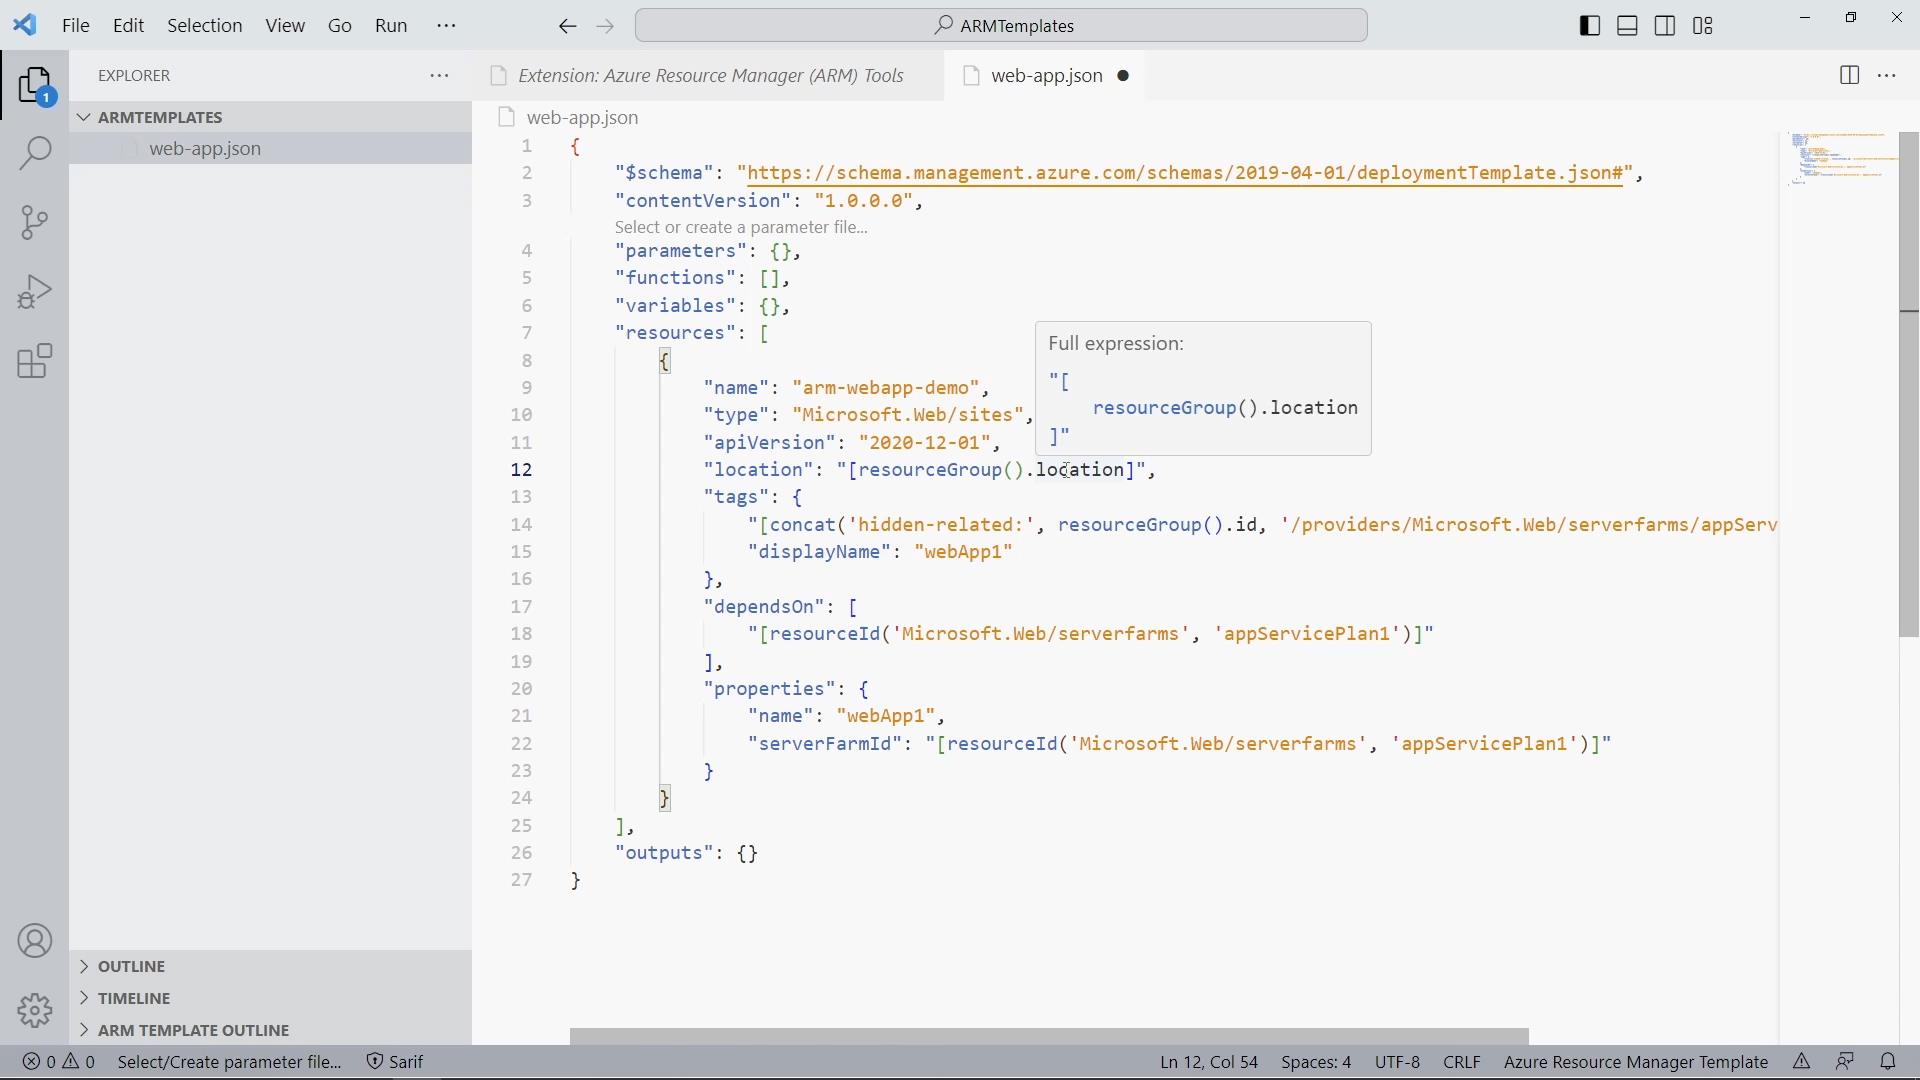 File Edit Selection View Go Run ···
ARMTemplates
EXPLORER ···
1
ARMTEMPLATES
web-app.json
Extension: Azure Resource Manager (ARM) Tools
web-app.json ●
web-app.json
1 {
2 "$schema": "https://schema.management.azure.com/schemas/2019-04-01/deploymentTemplate.json#",
3 "contentVersion": "1.0.0.0",
Select or create a parameter file...
4 "parameters": {},
5 "functions": [],
6 "variables": {},
7 "resources": [
8 {
9 "name": "arm-webapp-demo",
10 "type": "Microsoft.Web/sites",
11 "apiVersion": "2020-12-01",
12 "location": "[resourceGroup().location]",
13 "tags": {
14 "[concat('hidden-related:', resourceGroup().id, '/providers/Microsoft.Web/serverfarms/appServ
15 "displayName": "webApp1"
16 },
17 "dependsOn": [
18 "[resourceId('Microsoft.Web/serverfarms', 'appServicePlan1')]"
19 ],
20 "properties": {
21 "name": "webApp1",
22 "serverFarmId": "[resourceId('Microsoft.Web/serverfarms', 'appServicePlan1')]"
23 }
24 }
25 ],
26 "outputs": {}
27 }
Full expression:
"[
resourceGroup().location
]"
OUTLINE
TIMELINE
ARM TEMPLATE OUTLINE
0 0 Select/Create parameter file... Sarif
Ln 12, Col 54 Spaces: 4 UTF-8 CRLF Azure Resource Manager Template